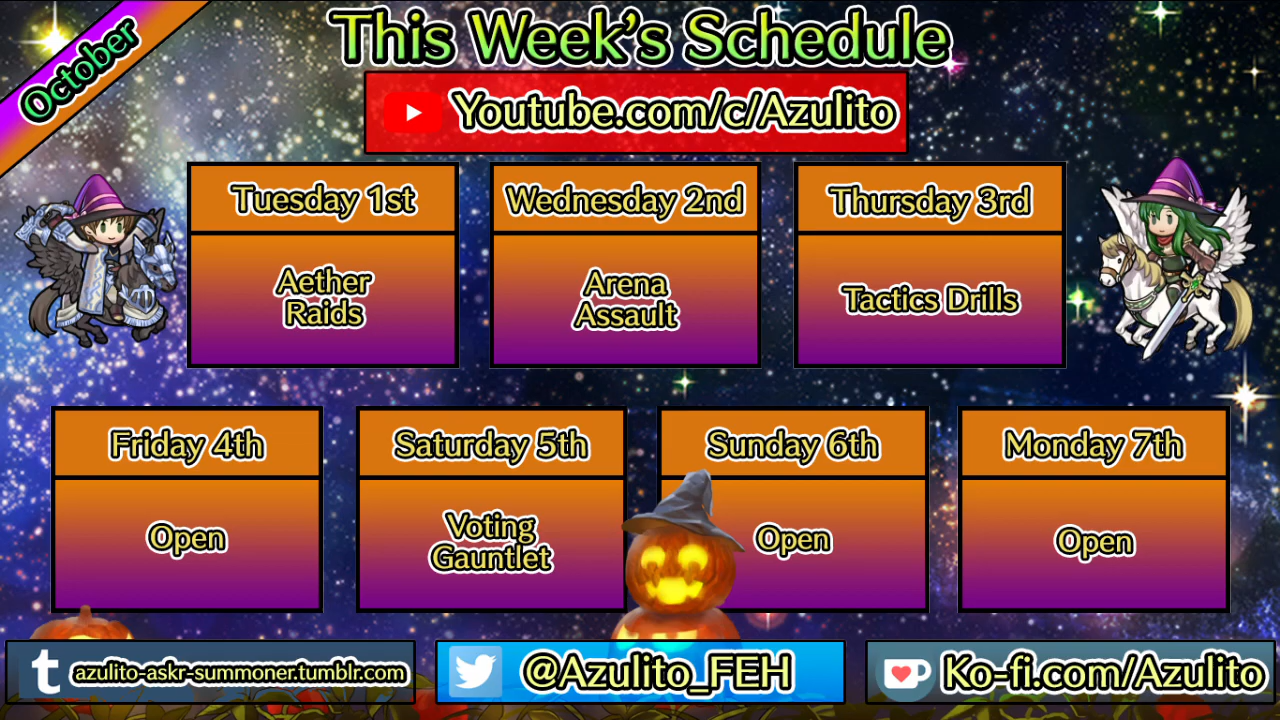 October
This Week's Schedule
Youtube.com/c/Azulito
Tuesday 1st
Aether
Raids
Wednesday 2nd
Arena
Assault
Thursday 3rd
Tactics Drills
Friday 4th
Open
Saturday 5th
Voting
Gauntlet
Sunday 6th
Open
Monday 7th
Open
t azulito-askr-summoner.tumblr.com
@Azulito_FEH
Ko-fi.com/Azulito